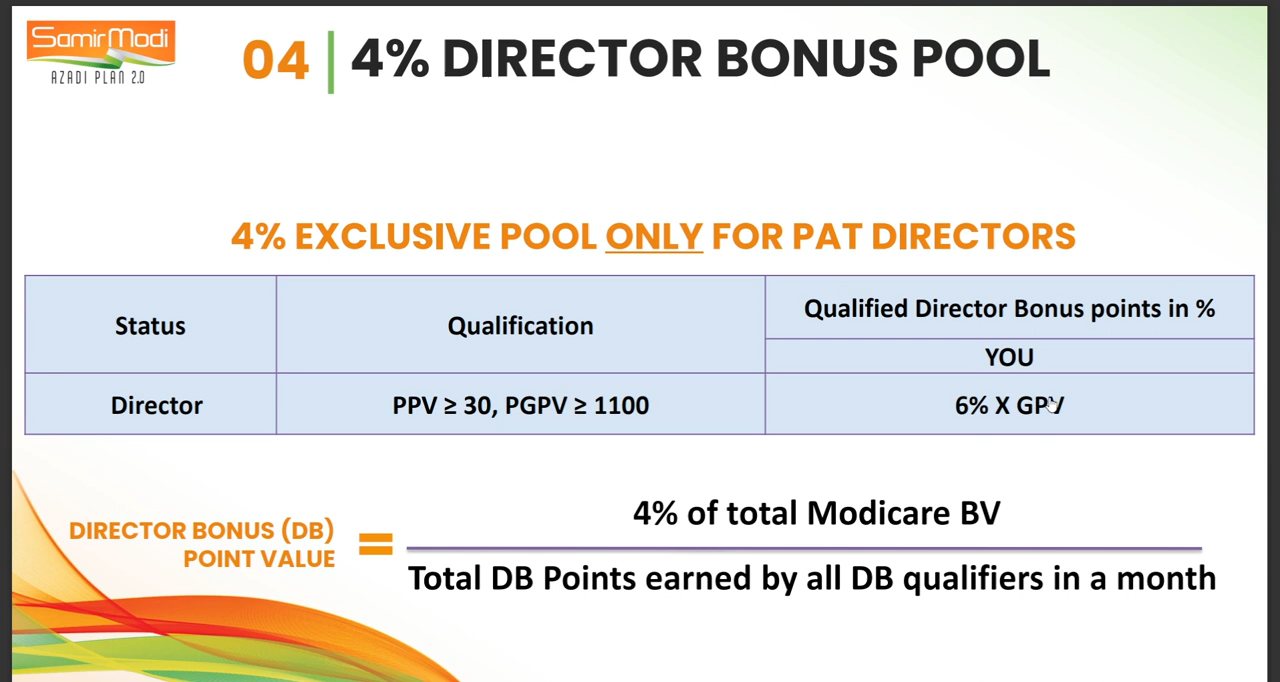 SamirModi
AZADI PLAN 2.0
04 | 4% DIRECTOR BONUS POOL
4% EXCLUSIVE POOL ONLY FOR PAT DIRECTORS
Status
Qualification
Qualified Director Bonus points in %
YOU
Director
PPV ≥ 30, PGPV ≥ 1100
6% X GPV
DIRECTOR BONUS (DB)
POINT VALUE
=
4% of total Modicare BV
Total DB Points earned by all DB qualifiers in a month